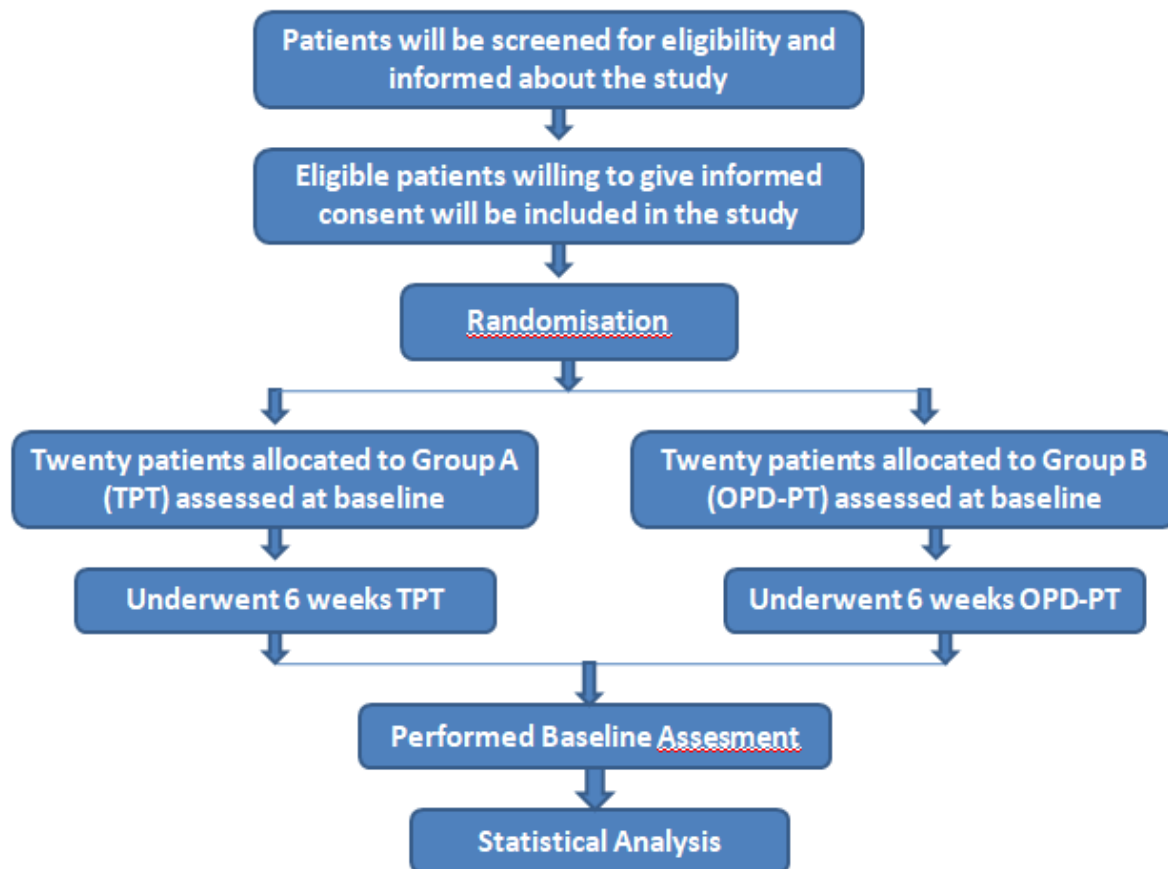 Patients will be screened for eligibility and
informed about the study
Eligible patients willing to give informed
consent will be included in the study
Randomisation
Twenty patients allocated to Group A
(TPT) assessed at baseline
Twenty patients allocated to Group B
(OPD-PT) assessed at baseline
Underwent 6 weeks TPT
Underwent 6 weeks OPD-PT
Performed Baseline Assesment
Statistical Analysis